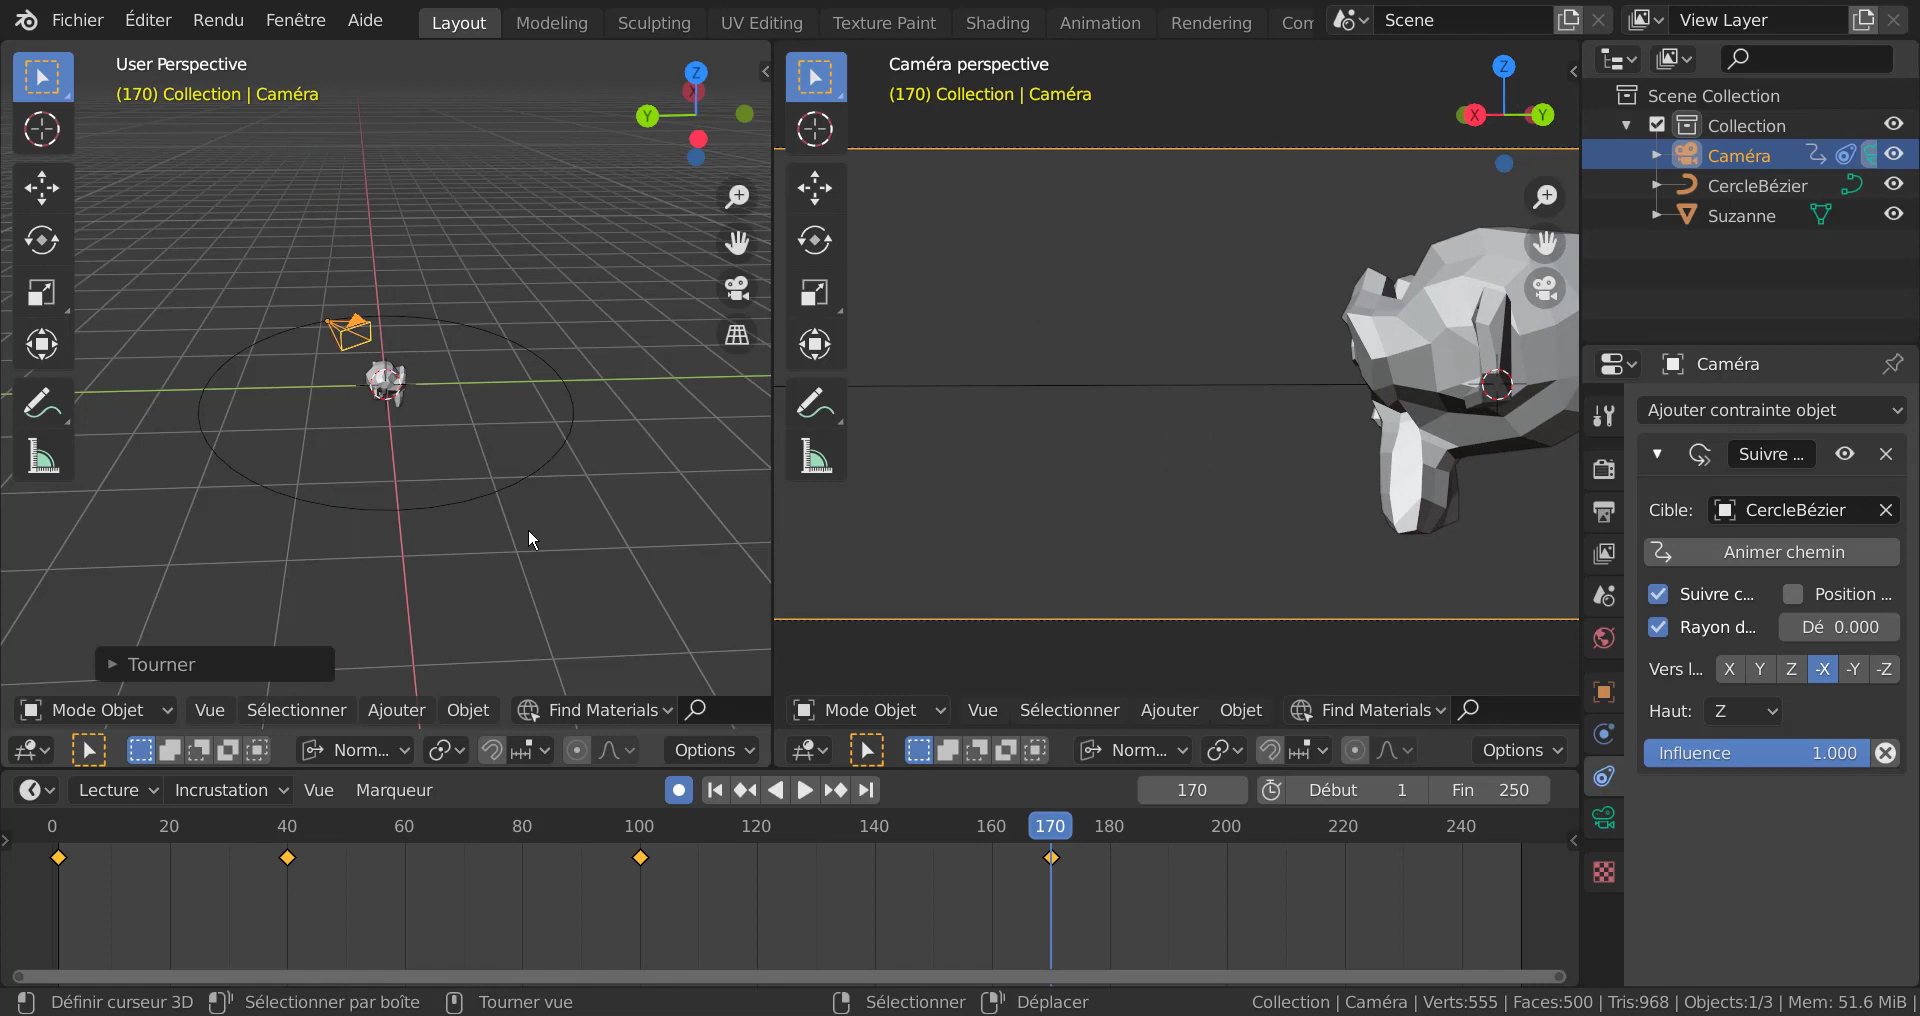 Fichier Éditer Rendu Fenêtre Aide Layout Modeling Sculpting UV Editing Texture Paint Shading Animation Rendering Com Scene View Layer
User Perspective
(170) Collection | Caméra
Z
X
Y
Caméra perspective
(170) Collection | Caméra
Z
X
Y
Scene Collection
Collection
Caméra
CercleBézier
Suzanne
Caméra
Ajouter contrainte objet
Suivre ...
Cible: CercleBézier
Animer chemin
Suivre c... Position ...
Rayon d... Dé 0.000
Vers l... X Y Z -X -Y -Z
Haut: Z
Influence 1.000
Tourner
Mode Objet Vue Sélectionner Ajouter Objet Find Materials
Norm... Options
Mode Objet Vue Sélectionner Ajouter Objet Find Materials
Norm... Options
Lecture Incrustation Vue Marqueur 170 Début 1 Fin 250
0 20 40 60 80 100 120 140 160 170 180 200 220 240
Définir curseur 3D Sélectionner par boîte Tourner vue Sélectionner Déplacer Collection | Caméra | Verts:555 | Faces:500 | Tris:968 | Objects:1/3 | Mem: 51.6 MiB |